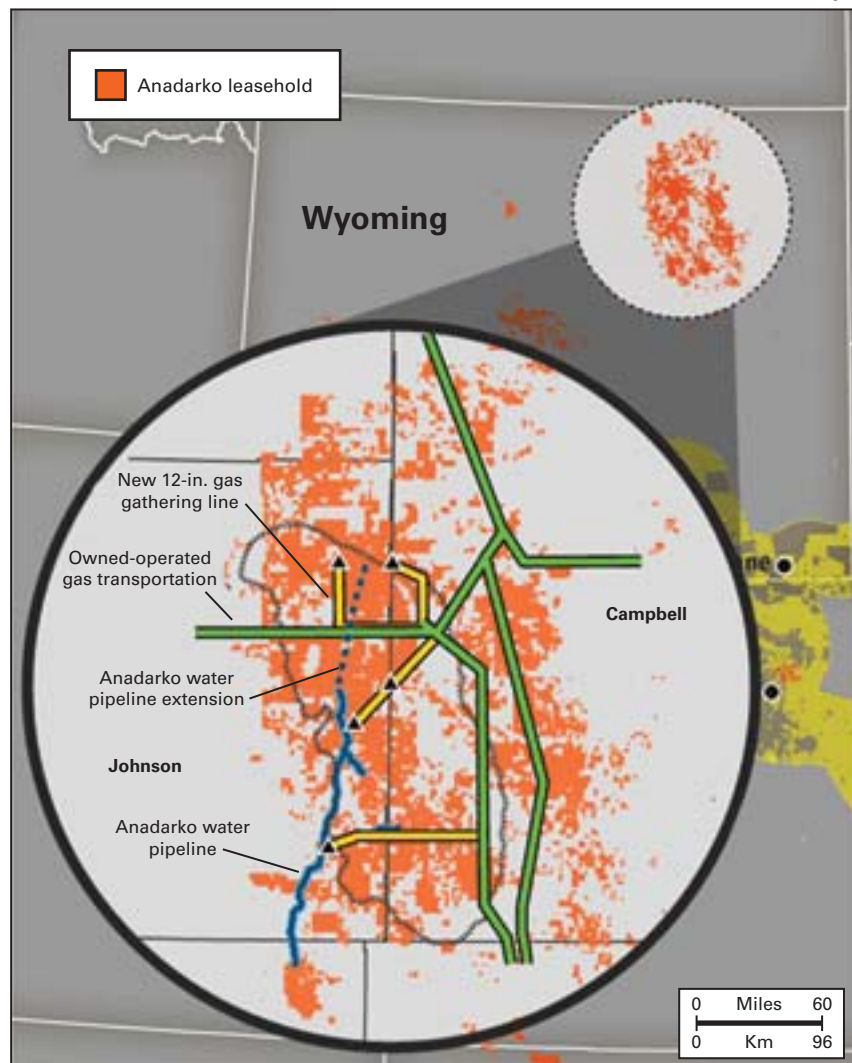 Anadarko leasehold
Wyoming
New 12-in. gas
gathering line
Owned-operated
gas transportation
Campbell
Anadarko water
pipeline extension
Johnson
Anadarko water
pipeline
0 Miles 60
0 Km 96